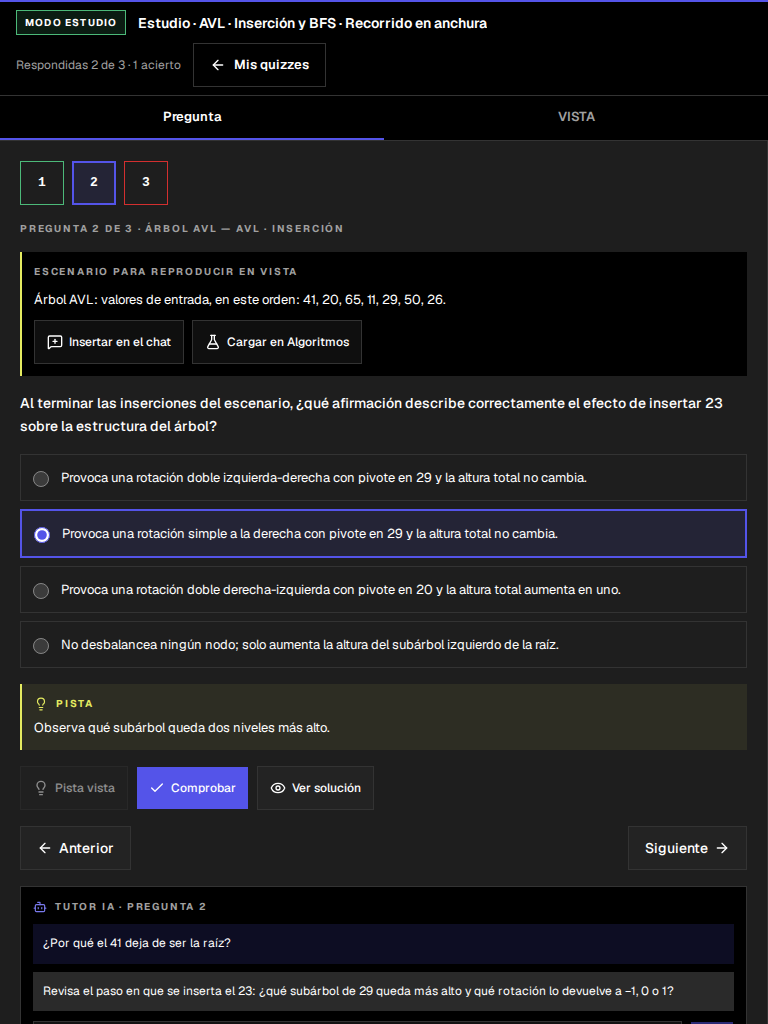 MODO ESTUDIO
Estudio · AVL · Inserción y BFS · Recorrido en anchura
Respondidas 2 de 3 · 1 acierto
Mis quizzes
Pregunta
VISTA
1
2
3
PREGUNTA 2 DE 3 · ÁRBOL AVL — AVL · INSERCIÓN
ESCENARIO PARA REPRODUCIR EN VISTA
Árbol AVL: valores de entrada, en este orden: 41, 20, 65, 11, 29, 50, 26.
Insertar en el chat
Cargar en Algoritmos
Al terminar las inserciones del escenario, ¿qué afirmación describe correctamente el efecto de insertar 23
sobre la estructura del árbol?
Provoca una rotación doble izquierda-derecha con pivote en 29 y la altura total no cambia.
Provoca una rotación simple a la derecha con pivote en 29 y la altura total no cambia.
Provoca una rotación doble derecha-izquierda con pivote en 20 y la altura total aumenta en uno.
No desbalancea ningún nodo; solo aumenta la altura del subárbol izquierdo de la raíz.
PISTA
Observa qué subárbol queda dos niveles más alto.
Pista vista
Comprobar
Ver solución
Anterior
Siguiente
TUTOR IA · PREGUNTA 2
¿Por qué el 41 deja de ser la raíz?
Revisa el paso en que se inserta el 23: ¿qué subárbol de 29 queda más alto y qué rotación lo devuelve a −1, 0 o 1?